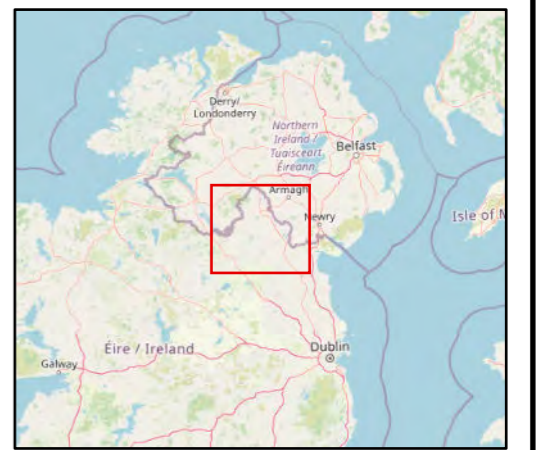 Derry/
Londonderry
Northern
Ireland /
Tuaisceart
Éireann
Belfast
Armagh
Newry
Isle of M
Éire / Ireland
Dublin
Galway